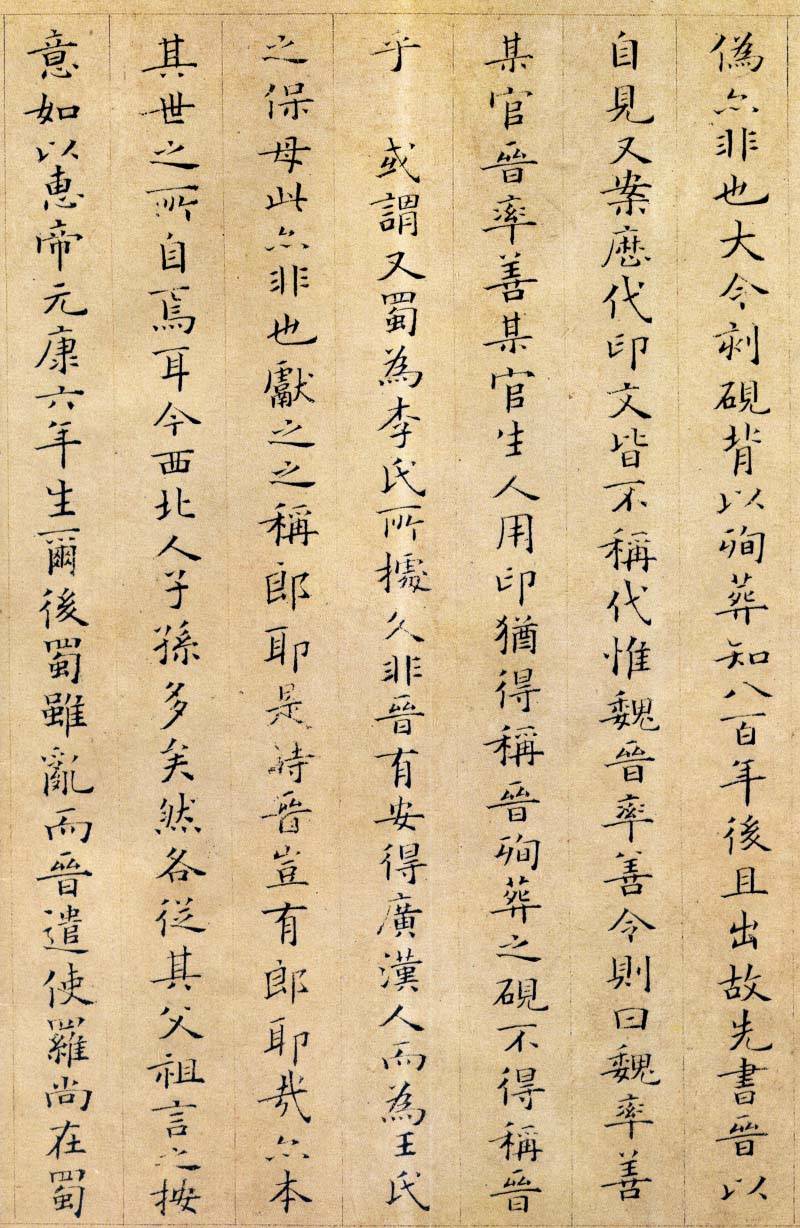 偽亦非也大令刻硯背以殉葬知八百年後且出故先書晉以
自見又案歷代印文皆不稱代惟魏晉率善令則曰魏率善
某官晉率善某官生人用印猶得稱晉殉葬之硯不得稱晉
乎 或謂又蜀為李氏所據久非晉有安得廣漢人而為王氏
之保母此亦非也獻之之稱郎耶是時晉豈有郎耶哉亦本
其世之所自焉耳今西北人子孫多矣然各從其父祖言之按
意如以惠帝元康六年生爾後蜀雖亂而晉遣使羅尚在蜀